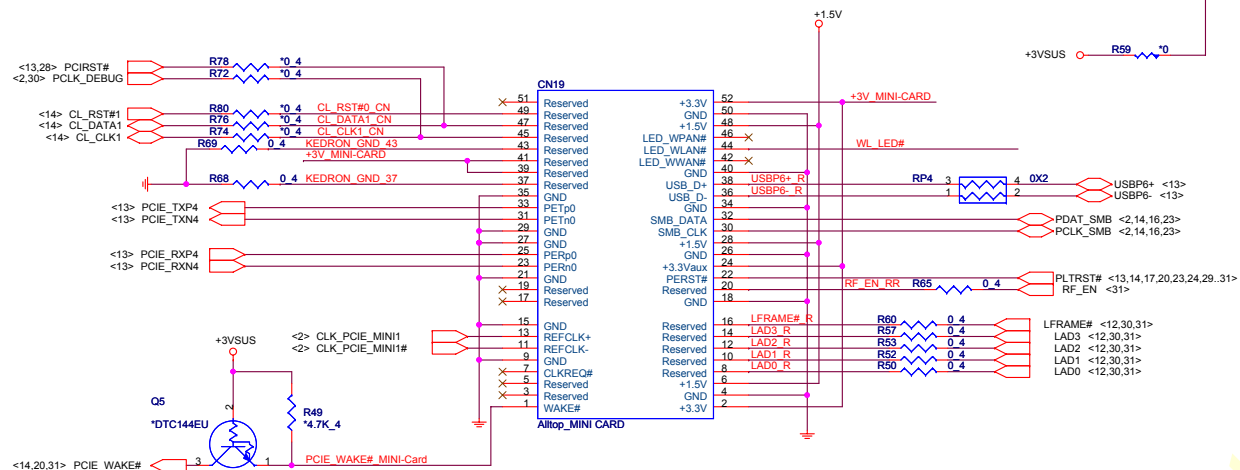 +1.5V
+3VSUS R59 *0
<13,28> PCIRST# R78 *0_4
<2,30> PCLK_DEBUG R72 *0_4
<14> CL_RST#1 R80 *0_4 CL_RST#0_CN
<14> CL_DATA1 R76 *0_4 CL_DATA1_CN
<14> CL_CLK1 R74 *0_4 CL_CLK1_CN
R69 0_4 KEDRON_GND_43
+3V_MINI-CARD
R68 0_4 KEDRON_GND_37
<13> PCIE_TXP4
<13> PCIE_TXN4
<13> PCIE_RXP4
<13> PCIE_RXN4
<2> CLK_PCIE_MINI1
<2> CLK_PCIE_MINI1#
+3VSUS
Q5
2
*DTC144EU
R49
*4.7K_4
<14,20,31> PCIE_WAKE# 3 1 PCIE_WAKE#_MINI-Card
CN19
51 Reserved +3.3V 52
49 Reserved GND 50
47 Reserved +1.5V 48
45 Reserved LED_WPAN# 46
43 Reserved LED_WLAN# 44
41 Reserved LED_WWAN# 42
39 Reserved GND 40
37 Reserved USB_D+ 38
35 GND USB_D- 36
33 PETp0 GND 34
31 PETn0 SMB_DATA 32
29 GND SMB_CLK 30
27 GND +1.5V 28
25 PERp0 GND 26
23 PERn0 +3.3Vaux 24
21 GND PERST# 22
19 Reserved Reserved 20
17 Reserved GND 18
15 GND Reserved 16
13 REFCLK+ Reserved 14
11 REFCLK- Reserved 12
9 GND Reserved 10
7 CLKREQ# Reserved 8
5 Reserved +1.5V 6
3 Reserved GND 4
1 WAKE# +3.3V 2
Alltop_MINI CARD
+3V_MINI-CARD
WL_LED#
USBP6+_R RP4 3 4 0X2 USBP6+ <13>
USBP6-_R 1 2 USBP6- <13>
PDAT_SMB <2,14,16,23>
PCLK_SMB <2,14,16,23>
PLTRST# <13,14,17,20,23,24,29..31>
RF_EN_RR R65 0_4 RF_EN <31>
LFRAME#_R R60 0_4 LFRAME# <12,30,31>
LAD3_R R57 0_4 LAD3 <12,30,31>
LAD2_R R53 0_4 LAD2 <12,30,31>
LAD1_R R52 0_4 LAD1 <12,30,31>
LAD0_R R50 0_4 LAD0 <12,30,31>